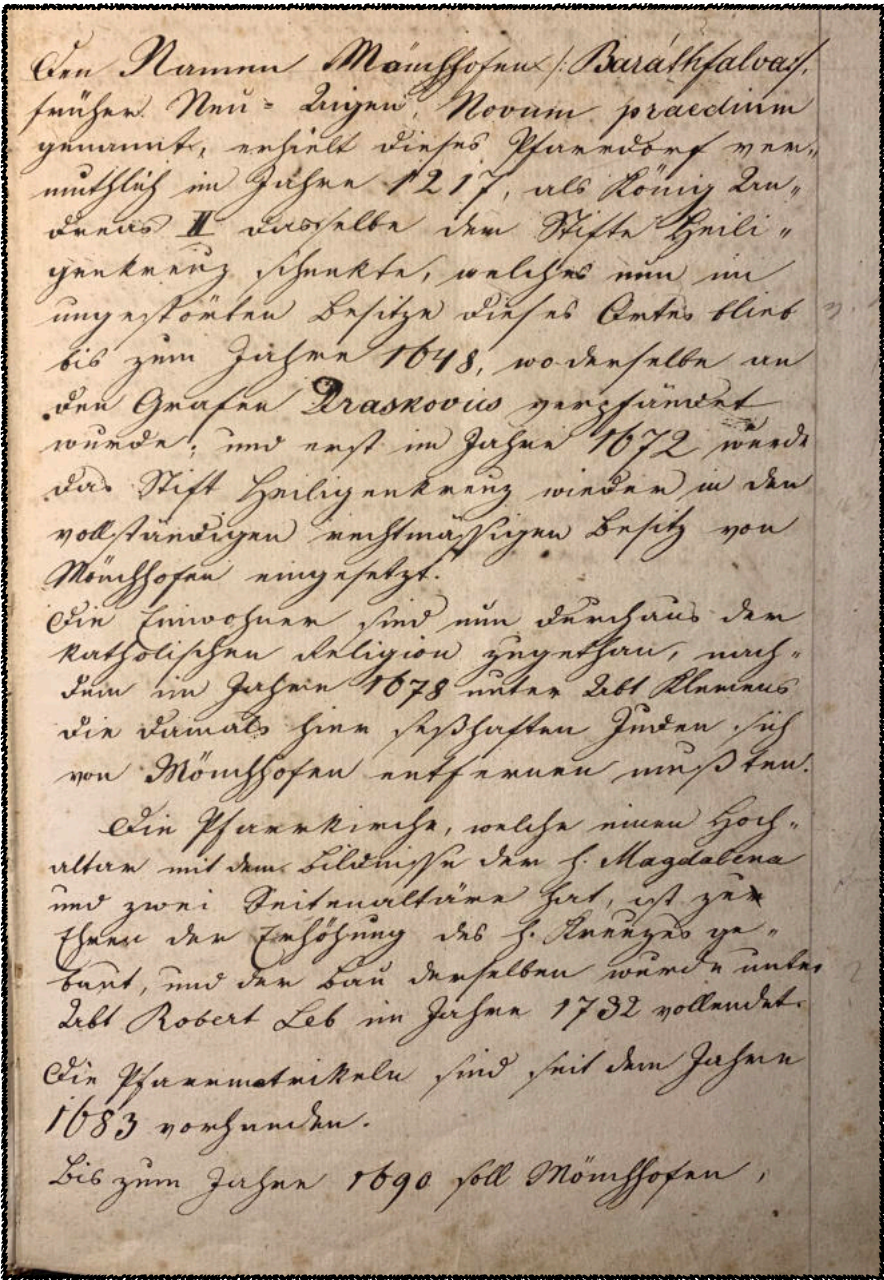 Den Namen Mönchhofen /: Baráthfalva :/,
früher Neu-Aigen, Novum praedium
genannt, erhielt dieses Pfarrdorf ver„
muthlich im Jahre 1217, als König An„
dreas II dasselbe dem Stifte Heili„
genkreuz schenkte, welches nun im
ungestörten Besitze dieses Ortes blieb
bis zum Jahre 1648, wo derselbe an
den Grafen Draskovics verpfändet
wurde; und erst im Jahre 1672 wurde
das Stift Heiligenkreuz wieder in den
vollständigen rechtmässigen Besitz von
Mönchhofen eingesetzt.
Die Einwohner sind nun durchaus der
katholischen Religion zugethan, nach„
dem im Jahre 1678 unter Abt Klemens
die damals hier seßhaften Juden sich
von Mönchhofen entfernen mußten.
Die Pfarrkirche, welche einen Hoch„
altar mit dem Bildnisse der h. Magdalena
und zwei Seitenaltäre hat, ist zur
Ehren der Erhöhung des h. Kreuzes ge„
baut, und der Bau derselben wurde unter
Abt Robert Leb im Jahre 1732 vollendet.
Die Pfarrmatrikeln sind seit dem Jahre
1683 vorhanden.
Bis zum Jahre 1690 soll Mönchhofen,